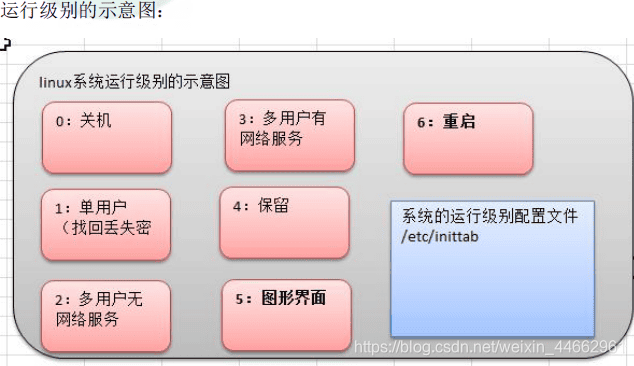 运行级别的示意图：
linux系统运行级别的示意图
0：关机
1：单用户
（找回丢失密
2：多用户无
网络服务
3：多用户有
网络服务
4：保留
5：图形界面
6：重启
系统的运行级别配置文件
/etc/inittab
https://blog.csdn.net/weixin_44662961